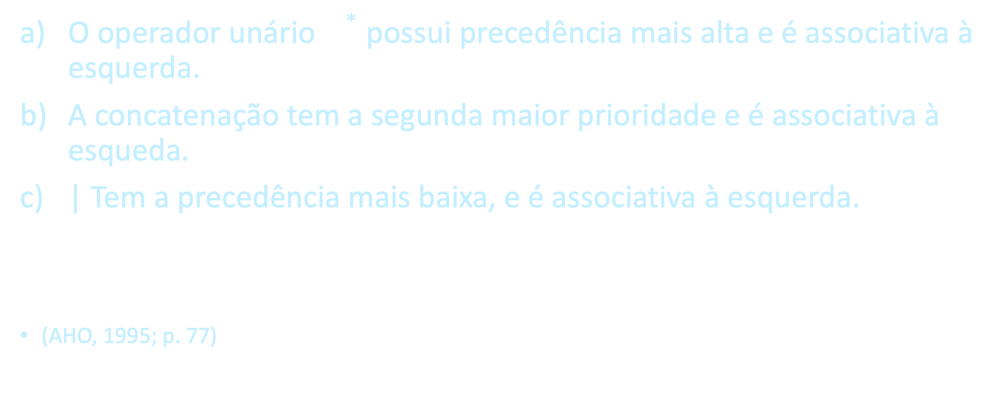 a) O operador unário * possui precedência mais alta e é associativa à
esquerda.
b) A concatenação tem a segunda maior prioridade e é associativa à
esqueda.
c) | Tem a precedência mais baixa, e é associativa à esquerda.
• (AHO, 1995; p. 77)